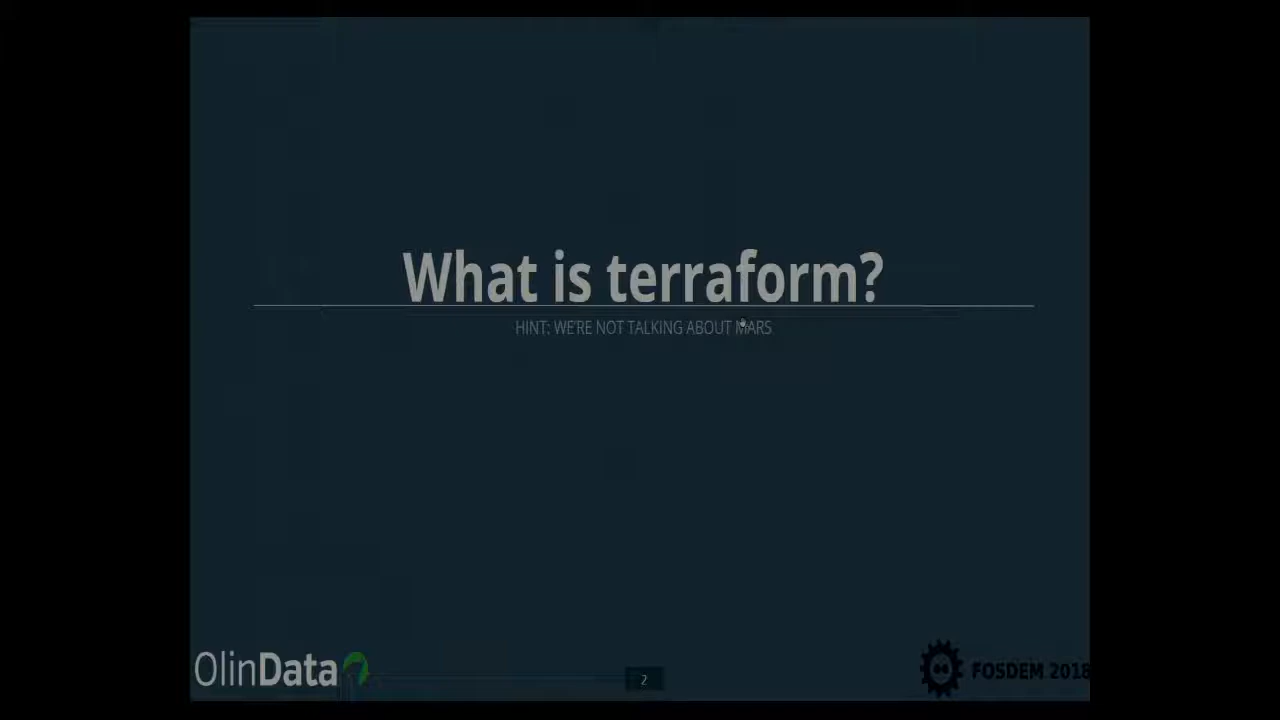 What is terraform?
HINT: WE'RE NOT TALKING ABOUT MARS
OlinData
2
FOSDEM 2018